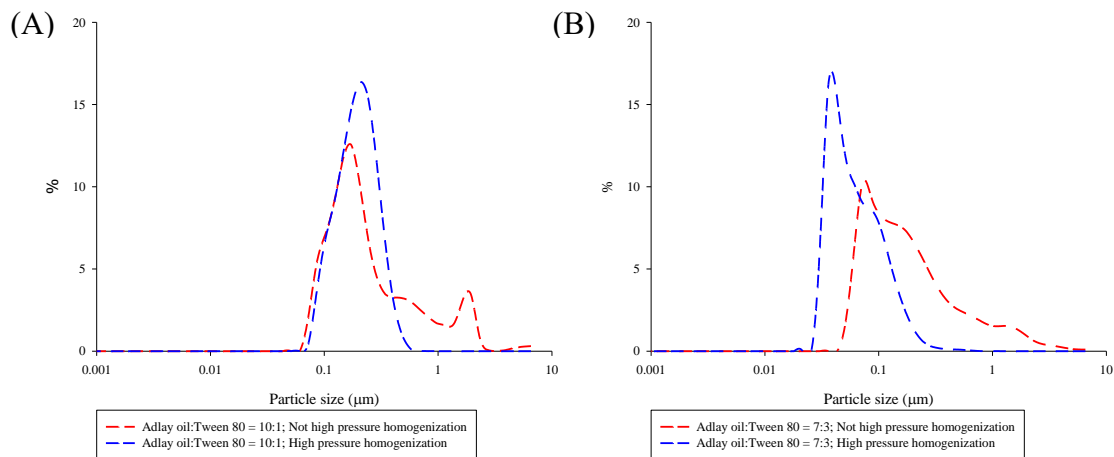 (A)
20
15
10
5
0
%
0.001 0.01 0.1 1 10
Particle size (μm)
Adlay oil:Tween 80 = 10:1; Not high pressure homogenization
Adlay oil:Tween 80 = 10:1; High pressure homogenization
(B)
20
15
10
5
0
%
0.001 0.01 0.1 1 10
Particle size (μm)
Adlay oil:Tween 80 = 7:3; Not high pressure homogenization
Adlay oil:Tween 80 = 7:3; High pressure homogenization